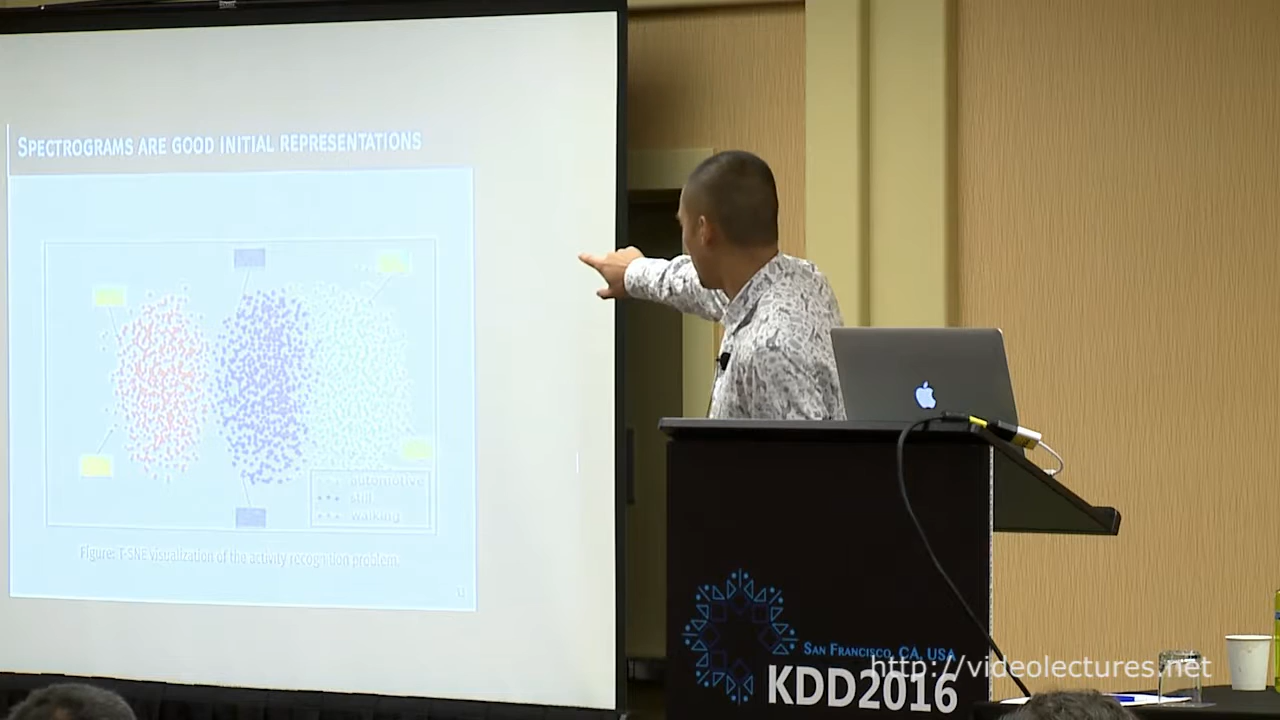 SPECTROGRAMS ARE GOOD INITIAL REPRESENTATIONS
automotive
still
walking
Figure: T-SNE visualization of the activity recognition problem.
SAN FRANCISCO, CA, USA
KDD2016
http://videolectures.net